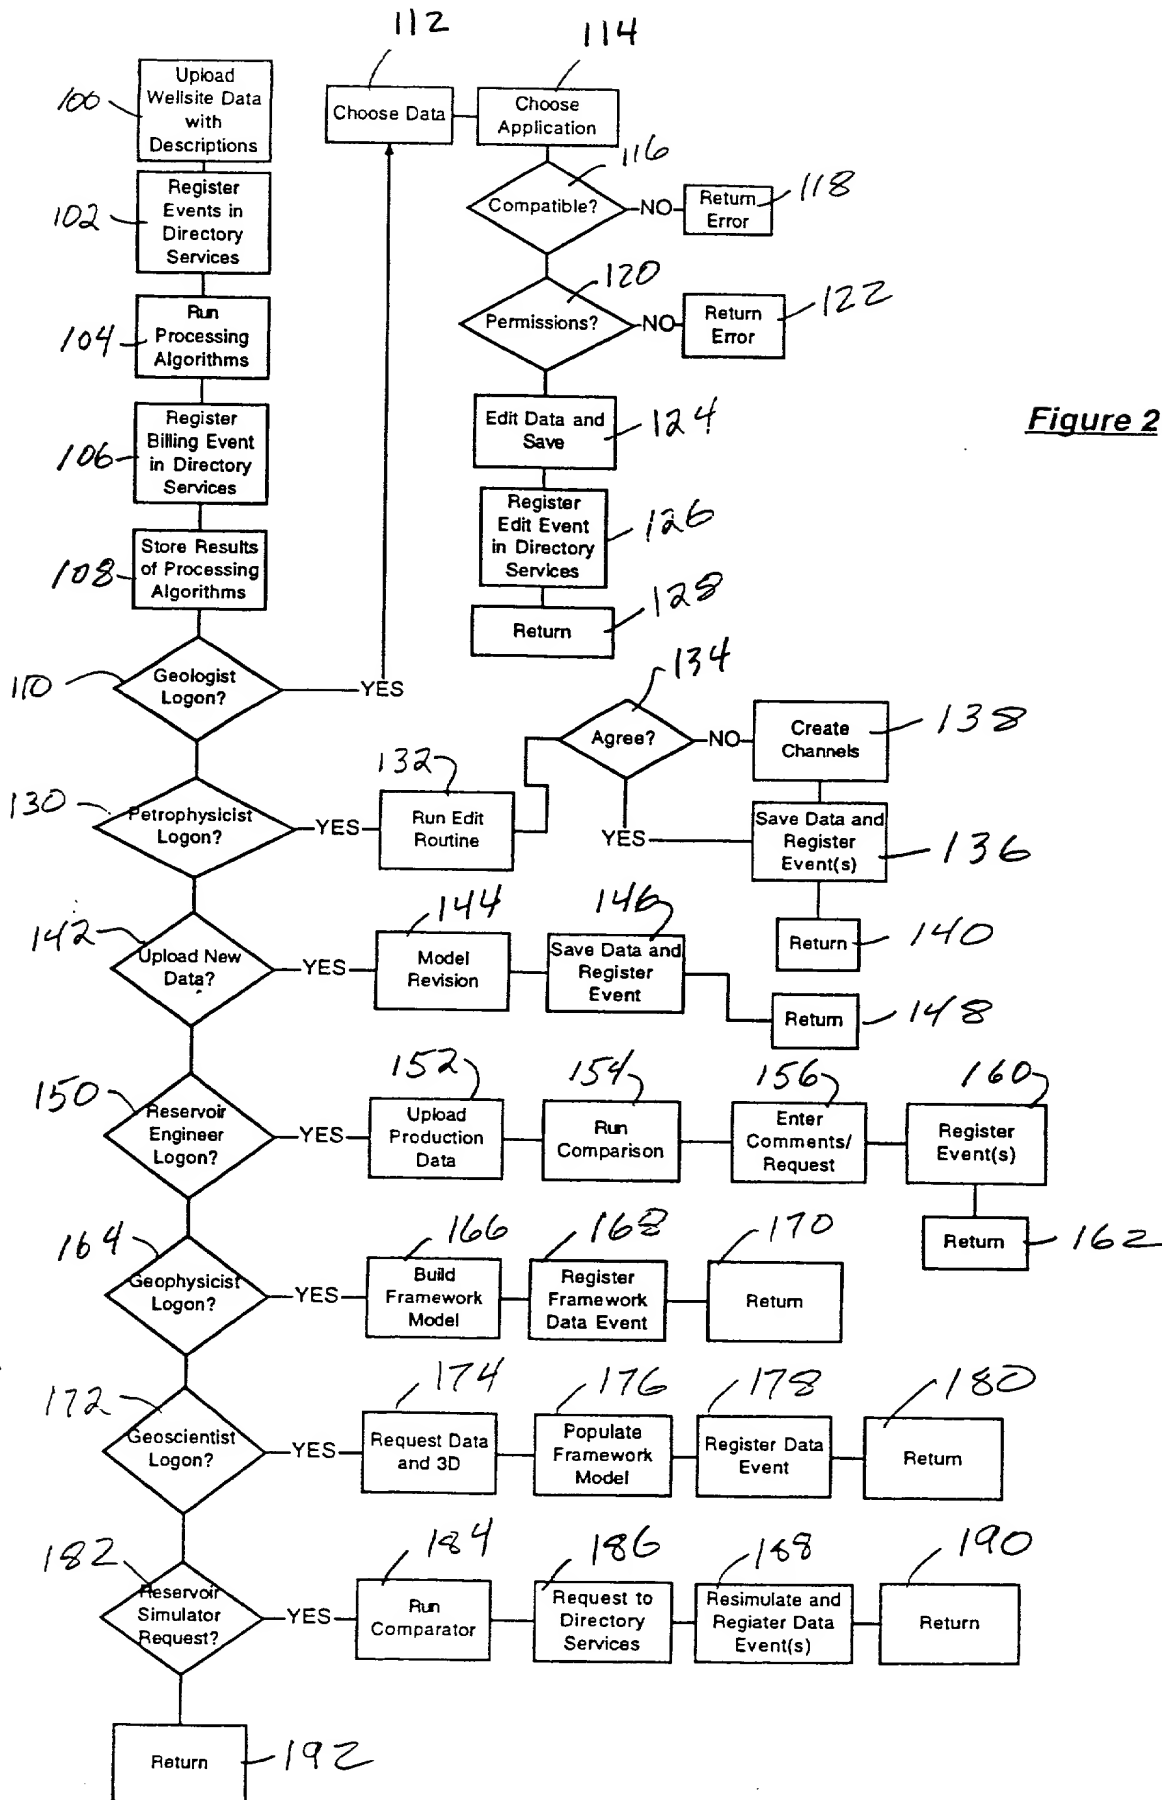 112
114
100
Upload
Wellsite Data
with
Descriptions
Choose Data
Choose
Application
116
Compatible?
NO
Return
Error
118
102
Register
Events in
Directory
Services
120
Permissions?
NO
Return
Error
122
104
Run
Processing
Algorithms
Edit Data and
Save
124
Figure 2
106
Register
Billing Event
in Directory
Services
Register
Edit Event
in Directory
Services
126
108
Store Results
of Processing
Algorithms
Return
128
110
Geologist
Logon?
YES
134
Agree?
NO
Create
Channels
138
130
Petrophysicist
Logon?
YES
132
Run Edit
Routine
YES
Save Data and
Register
Event(s)
136
Return
140
142
Upload New
Data?
YES
144
Model
Revision
146
Save Data and
Register
Event
Return
148
150
Reservoir
Engineer
Logon?
YES
152
Upload
Production
Data
154
Run
Comparison
156
Enter
Comments/
Request
160
Register
Event(s)
Return
162
164
Geophysicist
Logon?
YES
166
Build
Framework
Model
168
Register
Framework
Data Event
170
Return
172
Geoscientist
Logon?
YES
174
Request Data
and 3D
176
Populate
Framework
Model
178
Register Data
Event
180
Return
182
Reservoir
Simulator
Request?
YES
184
Run
Comparator
186
Request to
Directory
Services
188
Resimulate and
Regiater Data
Event(s)
190
Return
Return
192